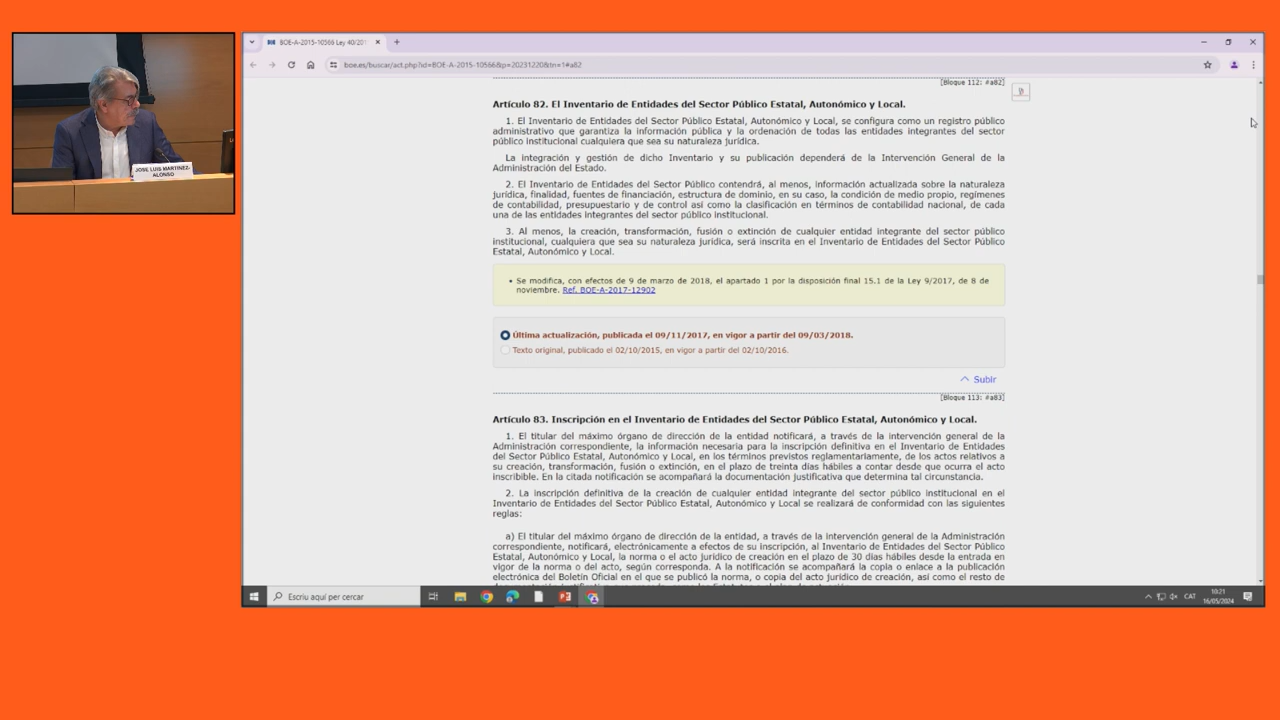 JOSE LUIS MARTINEZ-
ALONSO
BOE-A-2015-10566 Ley 40/201
boe.es/buscar/act.php?id=BOE-A-2015-10566&p=20231220&tn=1#a82
[Bloque 112: #a82]
Artículo 82. El Inventario de Entidades del Sector Público Estatal, Autonómico y Local.
1. El Inventario de Entidades del Sector Público Estatal, Autonómico y Local, se configura como un registro público
administrativo que garantiza la información pública y la ordenación de todas las entidades integrantes del sector
público institucional cualquiera que sea su naturaleza jurídica.
La integración y gestión de dicho Inventario y su publicación dependerá de la Intervención General de la
Administración del Estado.
2. El Inventario de Entidades del Sector Público contendrá, al menos, información actualizada sobre la naturaleza
jurídica, finalidad, fuentes de financiación, estructura de dominio, en su caso, la condición de medio propio, regímenes
de contabilidad, presupuestario y de control así como la clasificación en términos de contabilidad nacional, de cada
una de las entidades integrantes del sector público institucional.
3. Al menos, la creación, transformación, fusión o extinción de cualquier entidad integrante del sector público
institucional, cualquiera que sea su naturaleza jurídica, será inscrita en el Inventario de Entidades del Sector Público
Estatal, Autonómico y Local.
• Se modifica, con efectos de 9 de marzo de 2018, el apartado 1 por la disposición final 15.1 de la Ley 9/2017, de 8 de
noviembre. Ref. BOE-A-2017-12902
Última actualización, publicada el 09/11/2017, en vigor a partir del 09/03/2018.
Texto original, publicado el 02/10/2015, en vigor a partir del 02/10/2016.
Subir
[Bloque 113: #a83]
Artículo 83. Inscripción en el Inventario de Entidades del Sector Público Estatal, Autonómico y Local.
1. El titular del máximo órgano de dirección de la entidad notificará, a través de la intervención general de la
Administración correspondiente, la información necesaria para la inscripción definitiva en el Inventario de Entidades
del Sector Público Estatal, Autonómico y Local, en los términos previstos reglamentariamente, de los actos relativos a
su creación, transformación, fusión o extinción, en el plazo de treinta días hábiles a contar desde que ocurra el acto
inscribible. En la citada notificación se acompañará la documentación justificativa que determina tal circunstancia.
2. La inscripción definitiva de la creación de cualquier entidad integrante del sector público institucional en el
Inventario de Entidades del Sector Público Estatal, Autonómico y Local se realizará de conformidad con las siguientes
reglas:
a) El titular del máximo órgano de dirección de la entidad, a través de la intervención general de la Administración
correspondiente, notificará, electrónicamente a efectos de su inscripción, al Inventario de Entidades del Sector Público
Estatal, Autonómico y Local, la norma o el acto jurídico de creación en el plazo de 30 días hábiles desde la entrada en
vigor de la norma o del acto, según corresponda. A la notificación se acompañará la copia o enlace a la publicación
electrónica del Boletín Oficial en el que se publicó la norma, o copia del acto jurídico de creación, así como el resto de
Escriu aquí per cercar
CAT
10:21
16/05/2024